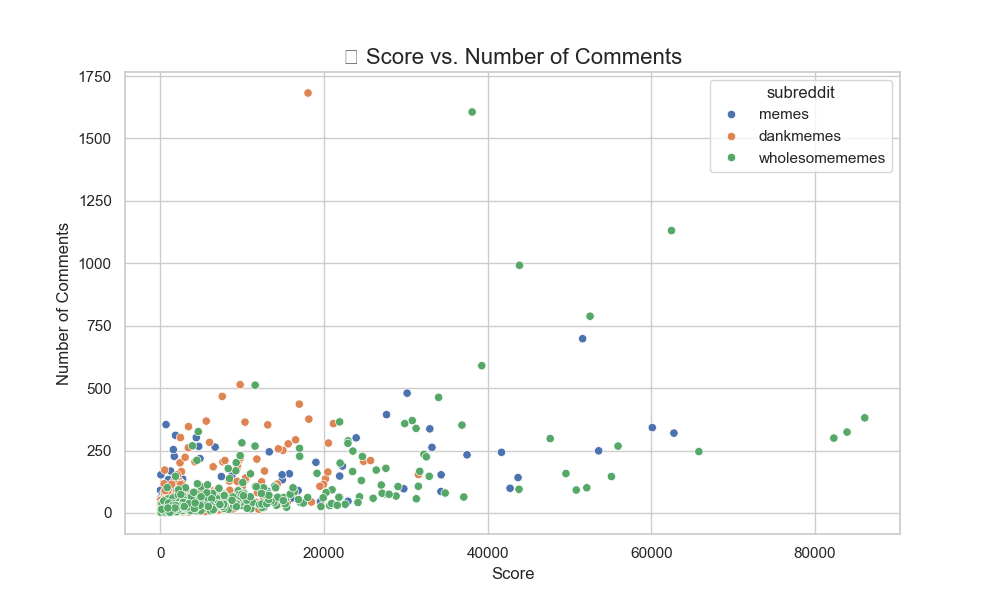 Score vs. Number of Comments
1750
1500
1250
1000
750
500
250
0
Number of Comments
0 20000 40000 60000 80000
Score
subreddit
memes
dankmemes
wholesomememes